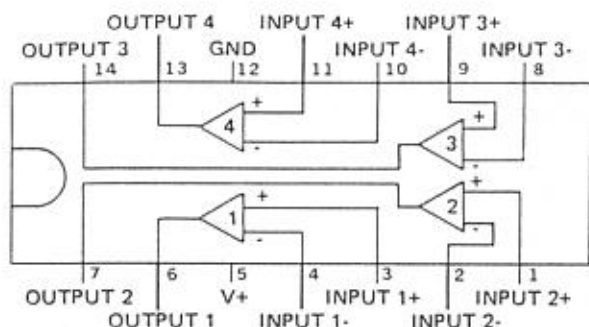 OUTPUT 4 INPUT 4+ INPUT 3+
OUTPUT 3 GND INPUT 4- INPUT 3-
14 13 12 11 10 9 8
+ +
4 3
- -
+ +
1 2
- -
7 6 5 4 3 2 1
OUTPUT 2 V+ INPUT 1+ INPUT 2+
OUTPUT 1 INPUT 1- INPUT 2-